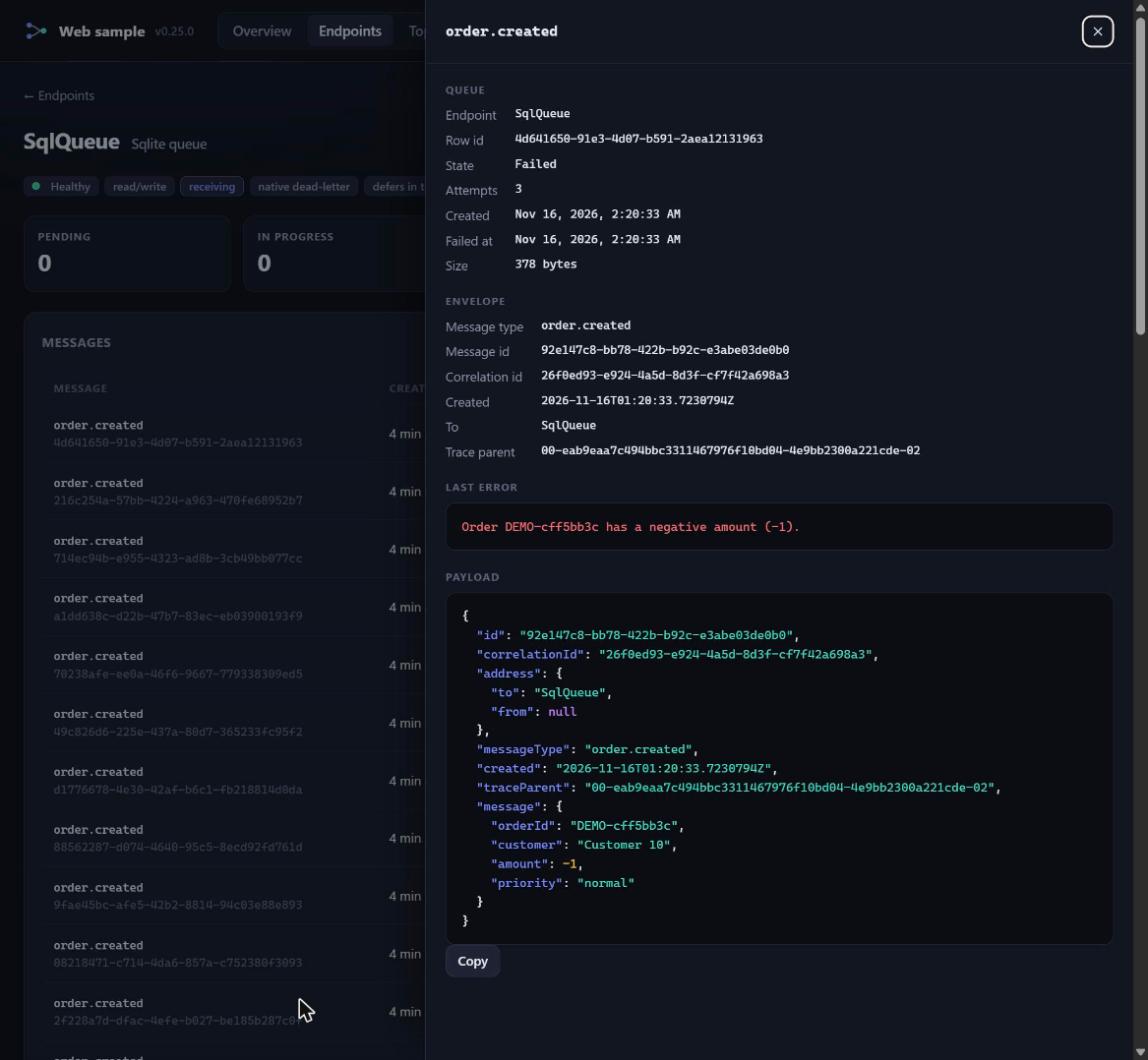 Web sample v0.25.0 Overview Endpoints
← Endpoints
SqlQueue Sqlite queue
Healthy read/write receiving native dead-letter defers in
PENDING
0
IN PROGRESS
0
MESSAGES
MESSAGE
order.created
4d641650-91e3-4d07-b591-2aea12131963
4 min
order.created
216c254a-57bb-4224-a963-470fe68952b7
4 min
order.created
714ec94b-e955-4323-ad8b-3cb49bb077cc
4 min
order.created
a1dd638c-d22b-47b7-83ec-eb03900193f9
4 min
order.created
70238afe-ee0a-46f6-9667-779338309ed5
4 min
order.created
49c826d6-225e-437a-80d7-365233fc95f2
4 min
order.created
d1776678-4e30-42af-b6c1-fb218814d0da
4 min
order.created
88562287-d074-4640-95c5-8ecd92fd761d
4 min
order.created
9fae45bc-afe5-42b2-8814-94c03e88e893
4 min
order.created
08218471-c714-4da6-857a-c752380f3093
4 min
order.created
4 min
order.created
×
QUEUE
Endpoint SqlQueue
Row id 4d641650-91e3-4d07-b591-2aea12131963
State Failed
Attempts 3
Created Nov 16, 2026, 2:20:33 AM
Failed at Nov 16, 2026, 2:20:33 AM
Size 378 bytes
ENVELOPE
Message type order.created
Message id 92e147c8-bb78-422b-b92c-e3abe03de0b0
Correlation id 26f0ed93-e924-4a5d-8d3f-cf7f42a698a3
Created 2026-11-16T01:20:33.7230794Z
To SqlQueue
Trace parent 00-eab9eaa7c494bbc3311467976f10bd04-4e9bb2300a221cde-02
LAST ERROR
Order DEMO-cff5bb3c has a negative amount (-1).
PAYLOAD
{
"id": "92e147c8-bb78-422b-b92c-e3abe03de0b0",
"correlationId": "26f0ed93-e924-4a5d-8d3f-cf7f42a698a3",
"address": {
"to": "SqlQueue",
"from": null
},
"messageType": "order.created",
"created": "2026-11-16T01:20:33.7230794Z",
"traceParent": "00-eab9eaa7c494bbc3311467976f10bd04-4e9bb2300a221cde-02",
"message": {
"orderId": "DEMO-cff5bb3c",
"customer": "Customer 10",
"amount": -1,
"priority": "normal"
}
}
Copy